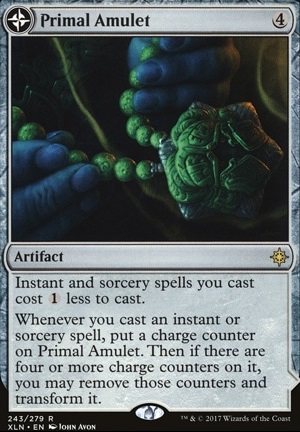 Primal Amulet 4
Artifact
Instant and sorcery spells you cast
cost 1 less to cast.
Whenever you cast an instant or
sorcery spell, put a charge counter
on Primal Amulet. Then if there are
four or more charge counters on it,
you may remove those counters and
transform it.
243/279 R
XLN • EN John Avon
™ & © 2017 Wizards of the Coast